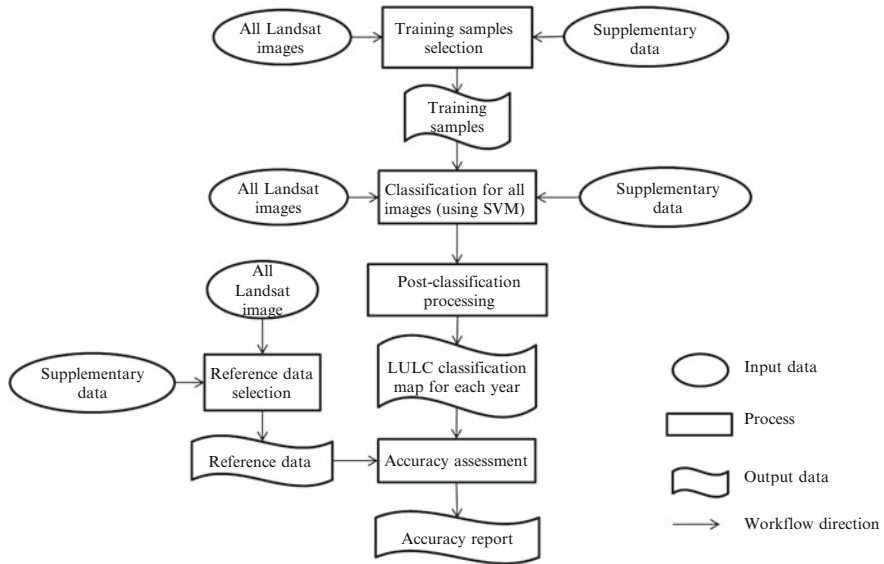 All Landsat
images
Training samples
selection
Supplementary
data
Training
samples
All Landsat
images
Classification for all
images (using SVM)
Supplementary
data
All
Landsat
image
Post-classification
processing
Supplementary
data
Reference data
selection
LULC classification
map for each year
Reference data
Accuracy assessment
Accuracy report
Input data
Process
Output data
Workflow direction